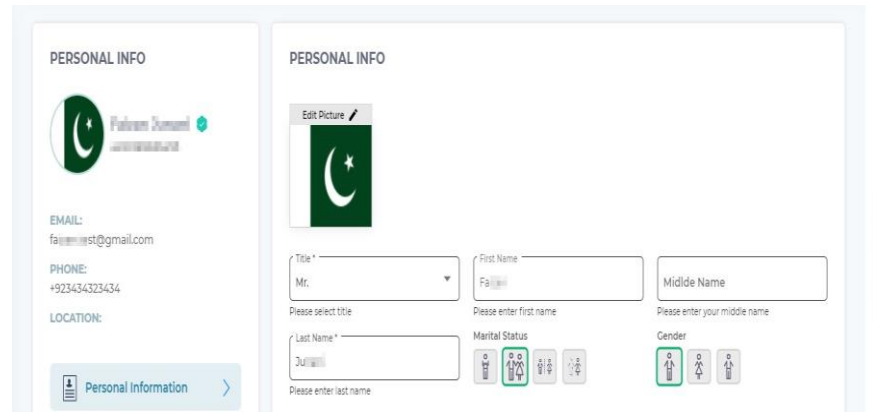 PERSONAL INFO
EMAIL:
PHONE:
+923434323434
LOCATION:
Personal Information
PERSONAL INFO
Edit Picture
Title *
Mr.
Please select title
First Name
Please enter first name
Midlde Name
Please enter your middle name
Last Name *
Please enter last name
Marital Status
Gender